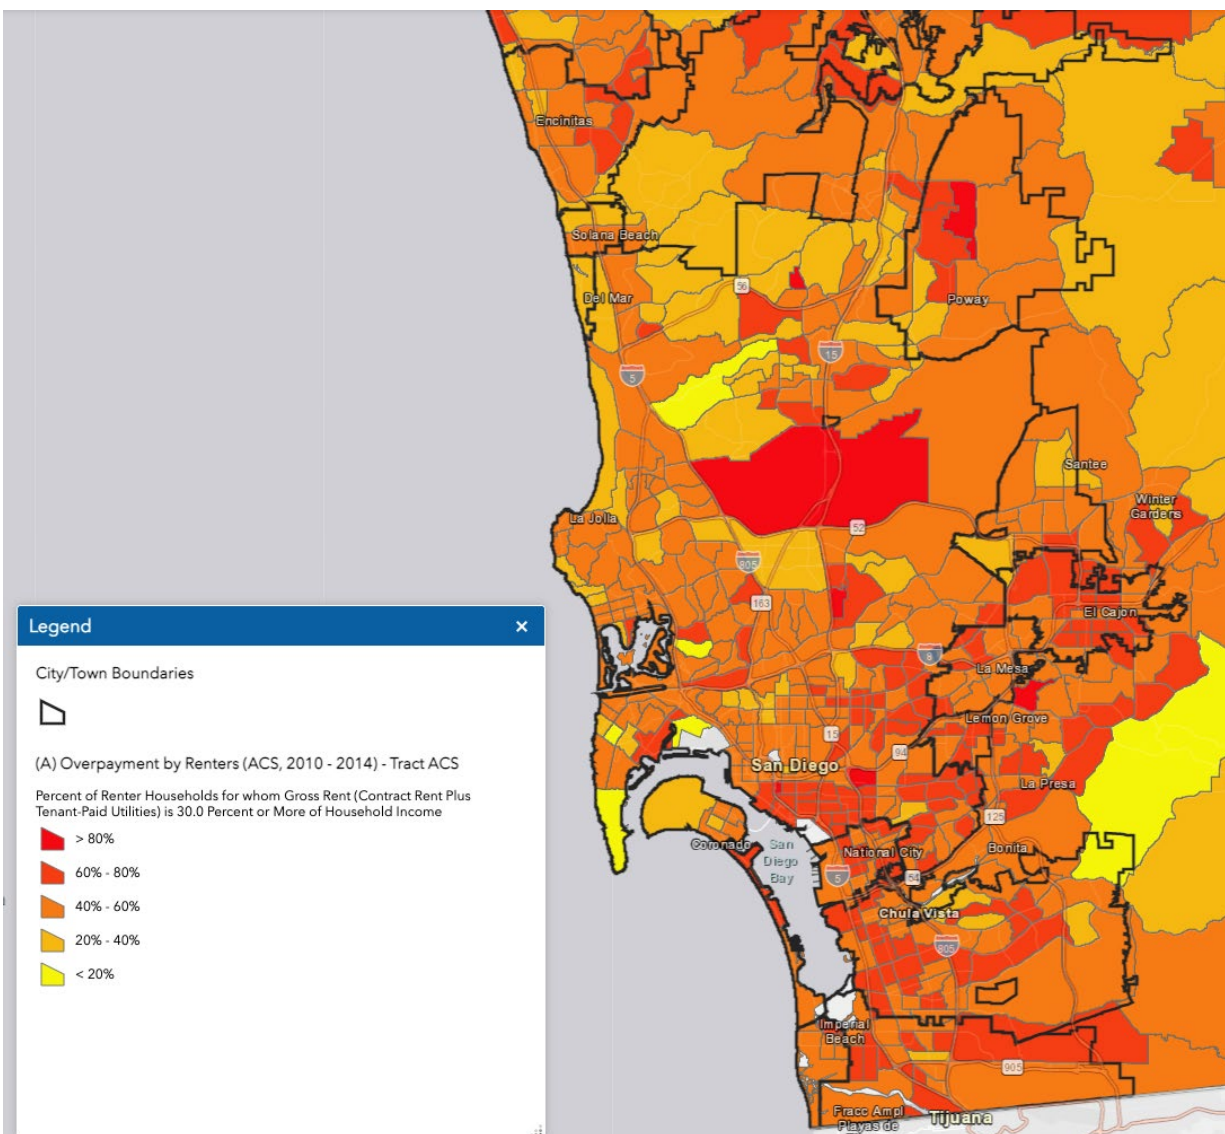 Encinitas
Solana Beach
56
Del Mar
Poway
15
5
Santee
Winter
Gardens
La Jolla
52
805
163
El Cajon
8
La Mesa
Lemon Grove
15
94
San Diego
La Presa
125
Coronado
San
Diego
Bay
National City
Bonita
5
54
Chula Vista
805
Imperial
Beach
905
Fracc Ampl
Playas de
Tijuana
Legend
×
City/Town Boundaries
(A) Overpayment by Renters (ACS, 2010 - 2014) - Tract ACS
Percent of Renter Households for whom Gross Rent (Contract Rent Plus
Tenant-Paid Utilities) is 30.0 Percent or More of Household Income
> 80%
60% - 80%
40% - 60%
20% - 40%
< 20%